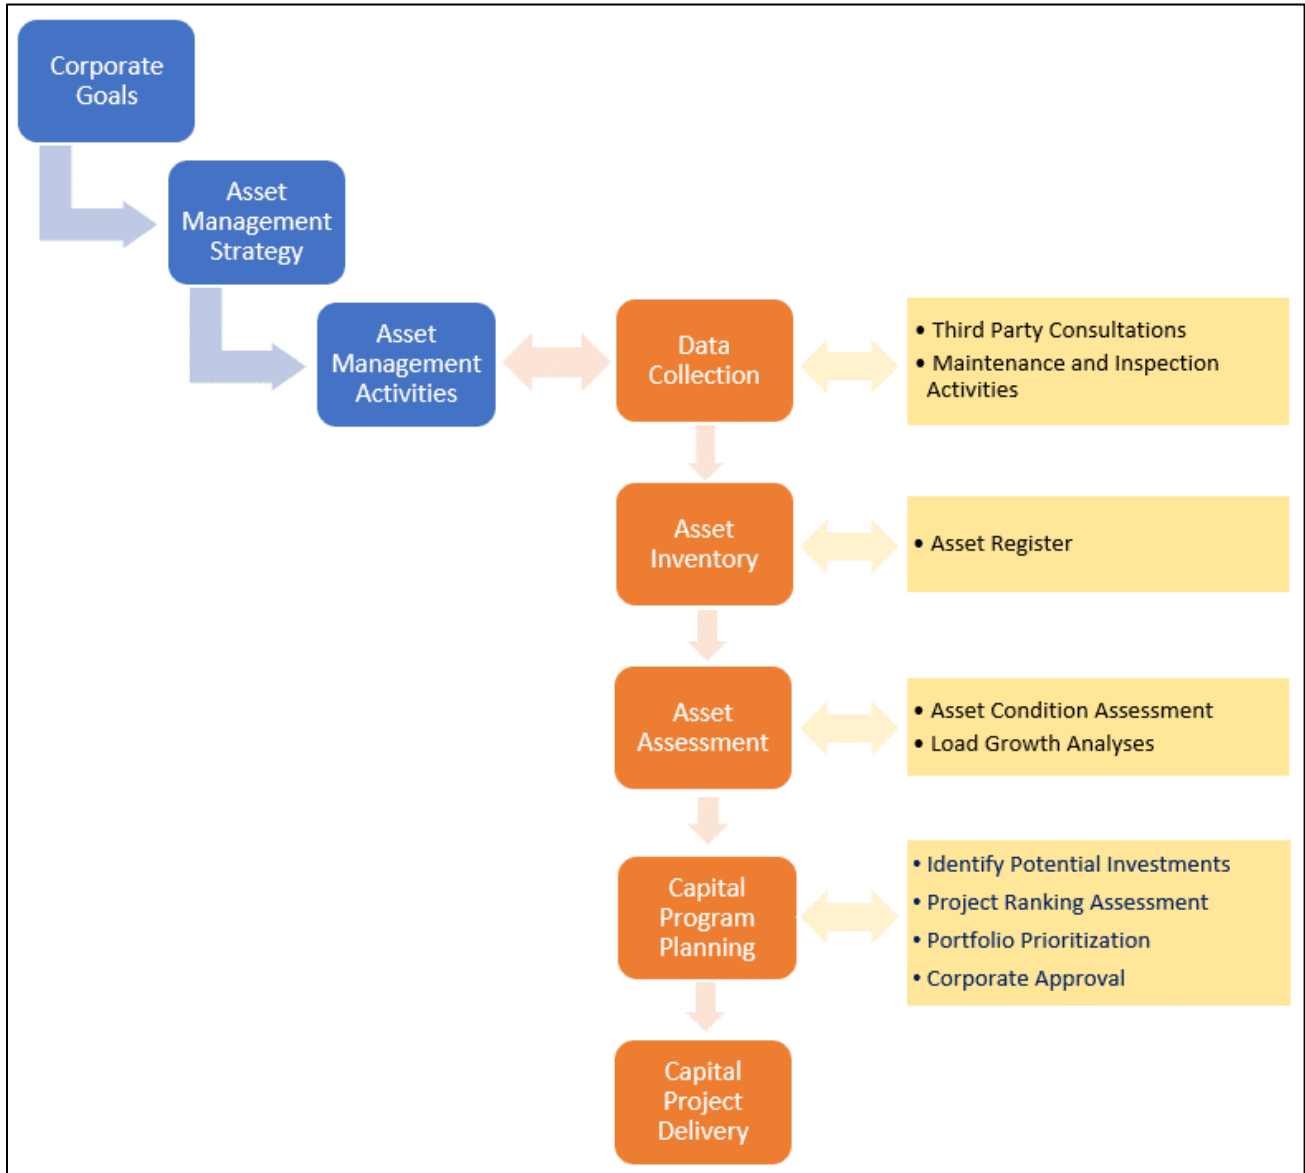 Corporate
Goals
Asset
Management
Strategy
Asset
Management
Activities
Data
Collection
• Third Party Consultations
• Maintenance and Inspection
Activities
Asset
Inventory
• Asset Register
Asset
Assessment
• Asset Condition Assessment
• Load Growth Analyses
Capital
Program
Planning
• Identify Potential Investments
• Project Ranking Assessment
• Portfolio Prioritization
• Corporate Approval
Capital
Project
Delivery